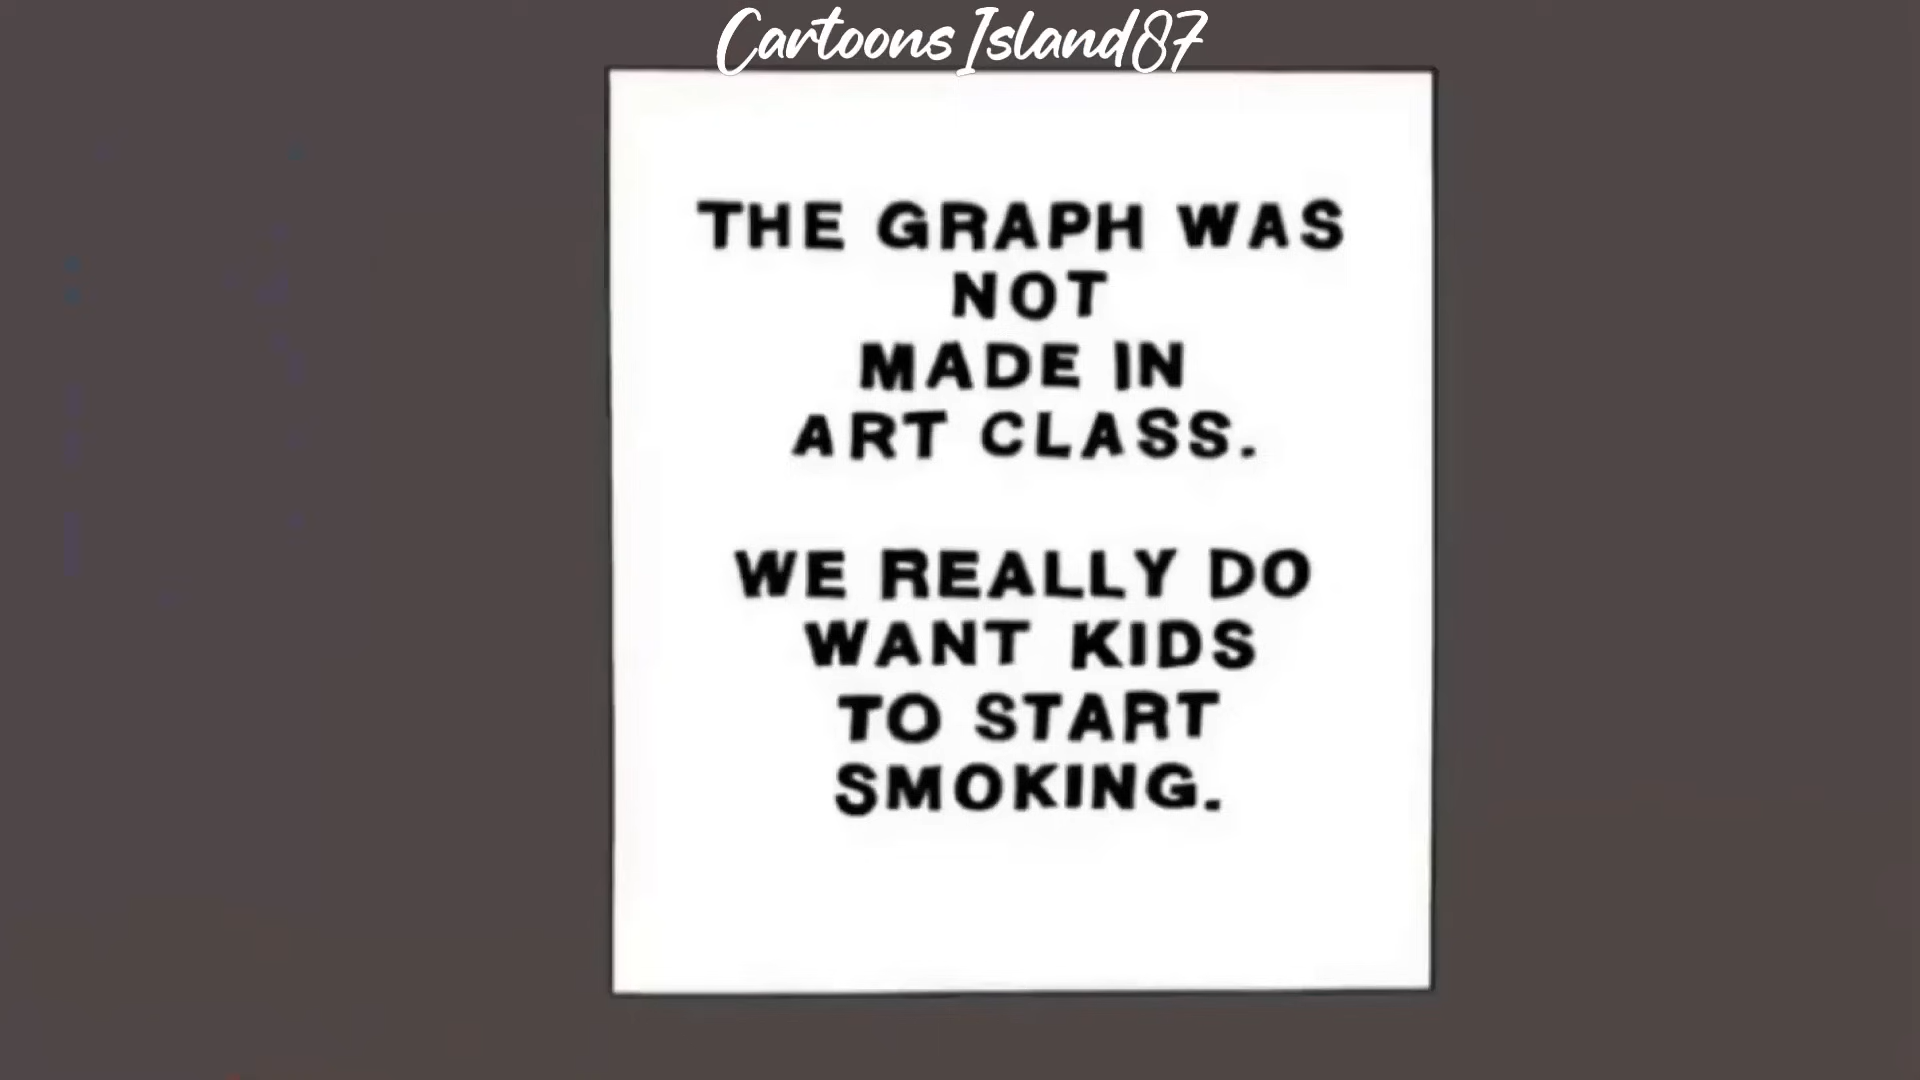 Cartoons Island87
THE GRAPH WAS
NOT
MADE IN
ART CLASS.
WE REALLY DO
WANT KIDS
TO START
SMOKING.